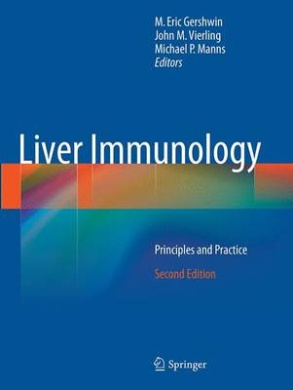 M. Eric Gershwin
John M. Vierling
Michael P. Manns
Editors
Liver Immunology
Principles and Practice
Second Edition
Springer